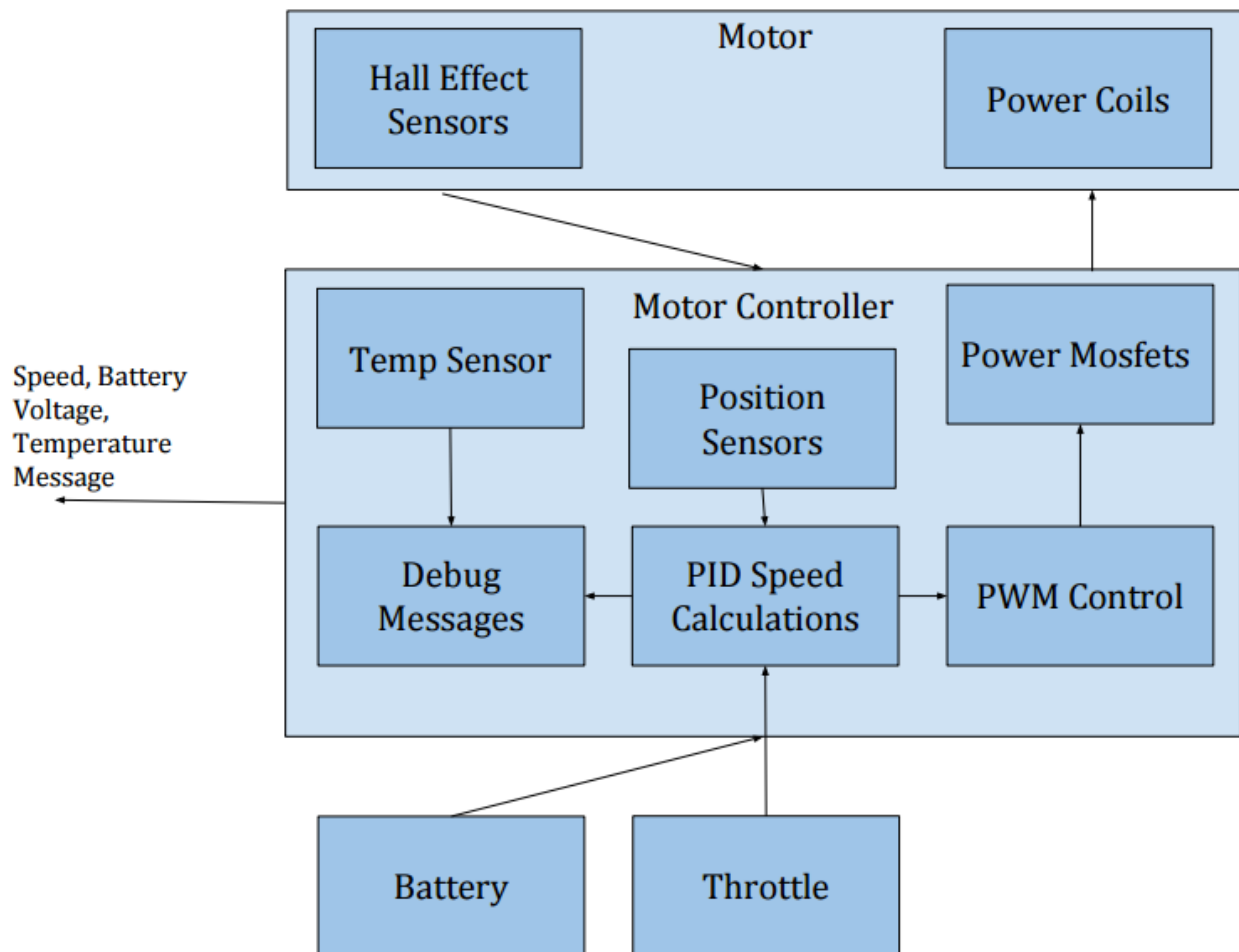 Motor
Hall Effect
Sensors
Power Coils
Motor Controller
Temp Sensor
Position
Sensors
Power Mosfets
Speed, Battery
Voltage,
Temperature
Message
Debug
Messages
PID Speed
Calculations
PWM Control
Battery
Throttle